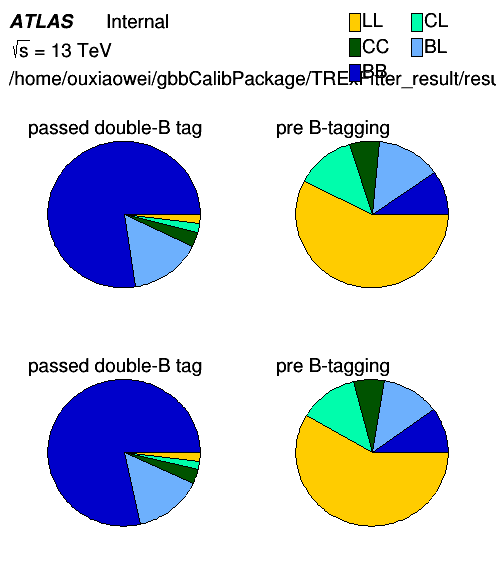 ATLAS Internal
√s = 13 TeV
/home/ouxiaowei/gbbCalibPackage/TRExFitter_result/resu
LL CL
CC BL
BB
passed double-B tag pre B-tagging
passed double-B tag pre B-tagging